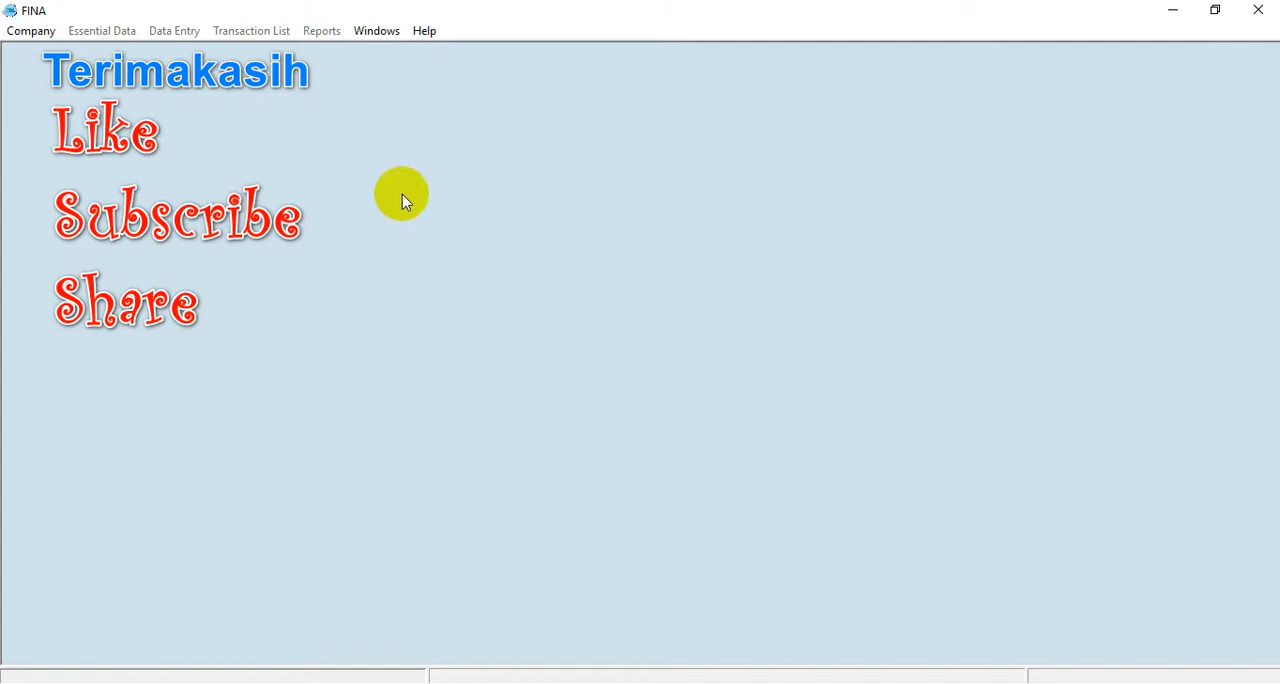 FINA
Company Essential Data Data Entry Transaction List Reports Windows Help
Terimakasih
Like
Subscribe
Share